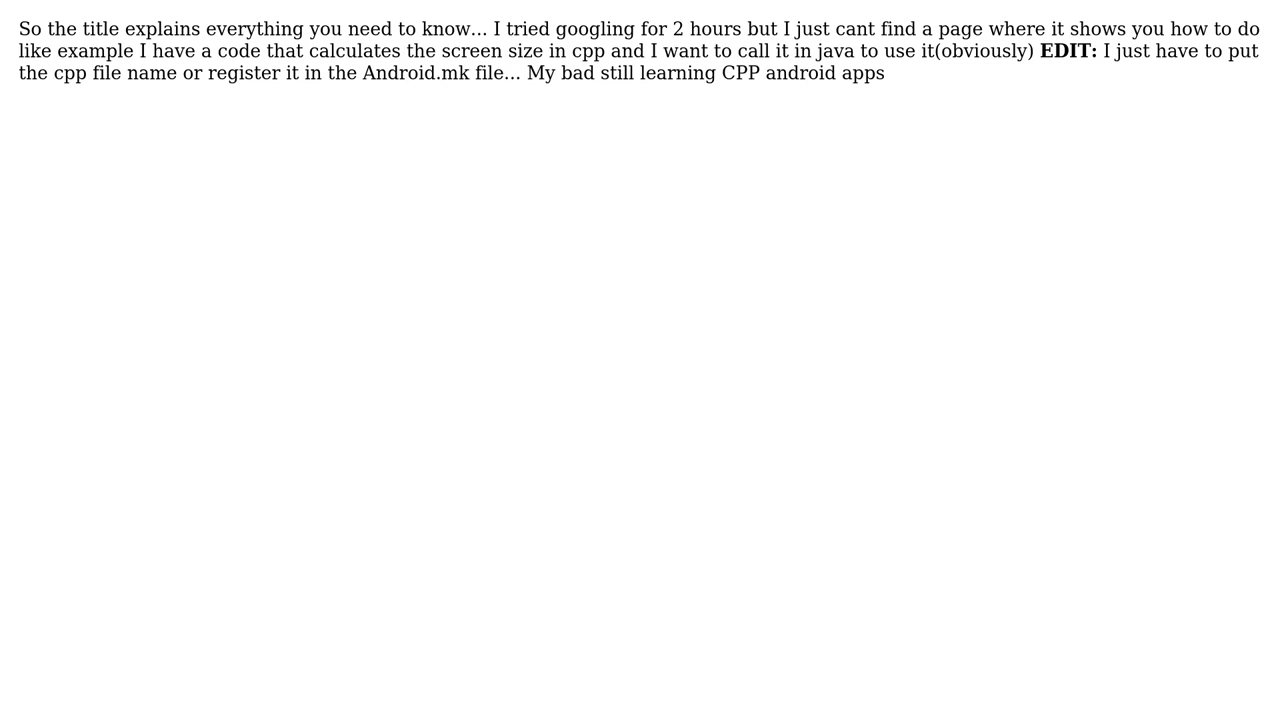 So the title explains everything you need to know... I tried googling for 2 hours but I just cant find a page where it shows you how to do
like example I have a code that calculates the screen size in cpp and I want to call it in java to use it(obviously) EDIT: I just have to put
the cpp file name or register it in the Android.mk file... My bad still learning CPP android apps